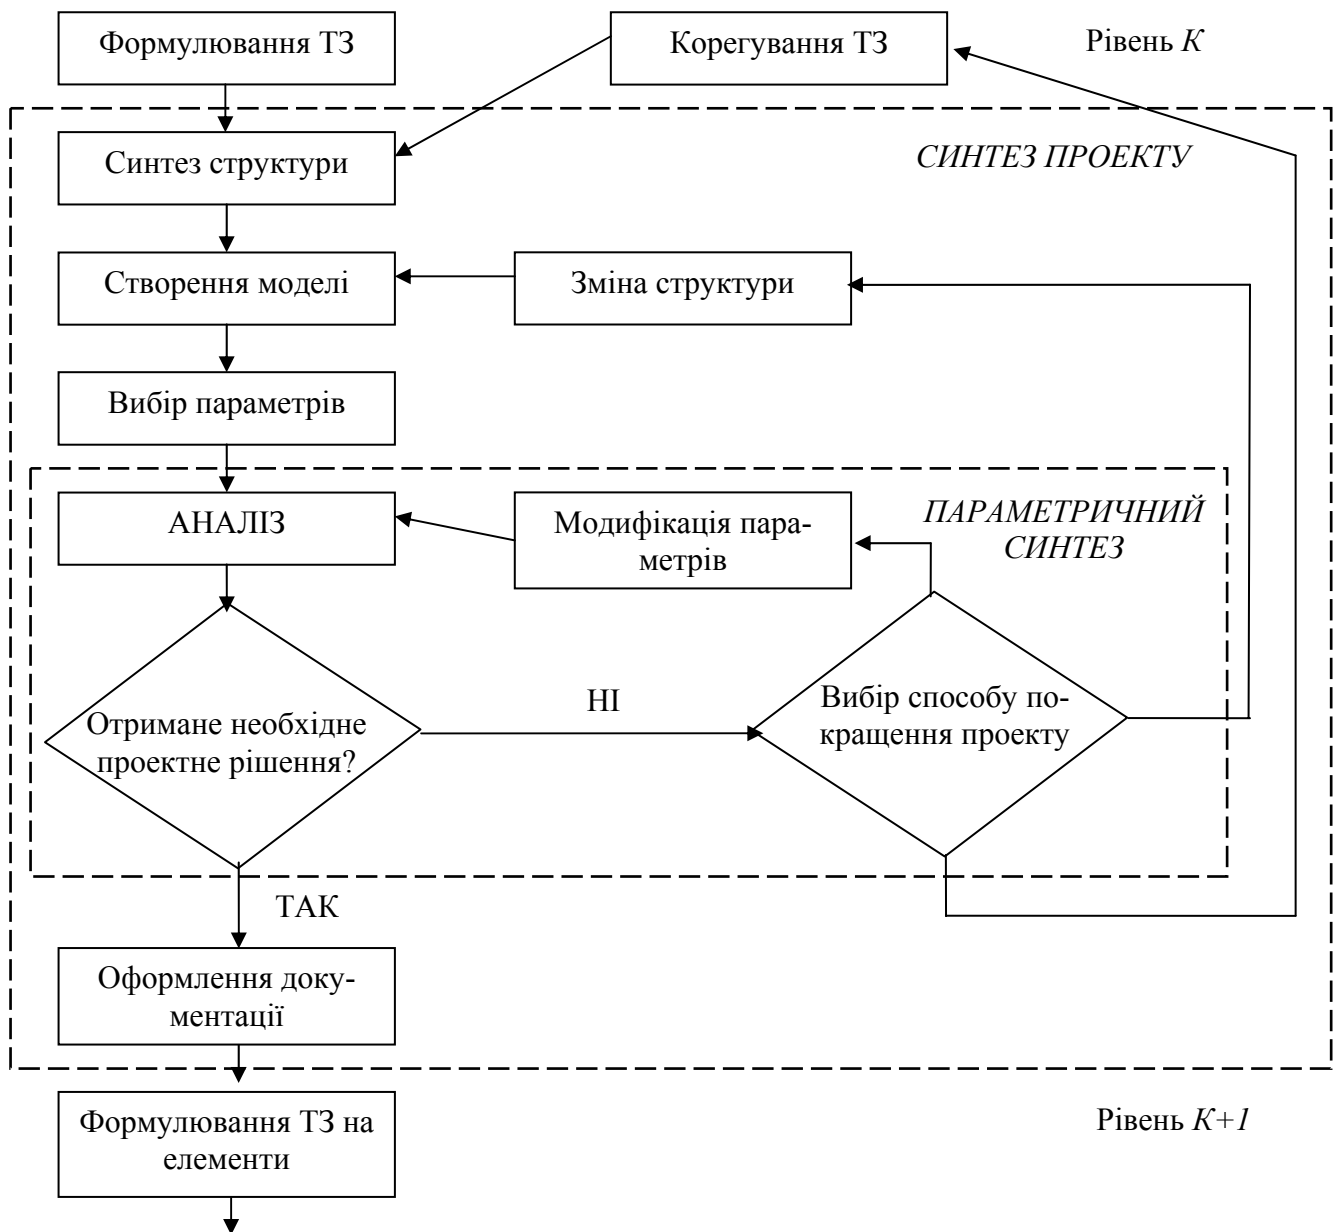 Формулювання ТЗ
Корегування ТЗ
Рівень К
Синтез структури
СИНТЕЗ ПРОЕКТУ
Створення моделі
Зміна структури
Вибір параметрів
АНАЛІЗ
Модифікація пара-
метрів
ПАРАМЕТРИЧНИЙ
СИНТЕЗ
Отримане необхідне
проектне рішення?
НІ
Вибір способу по-
кращення проекту
ТАК
Оформлення доку-
ментації
Формулювання ТЗ на
елементи
Рівень К+1